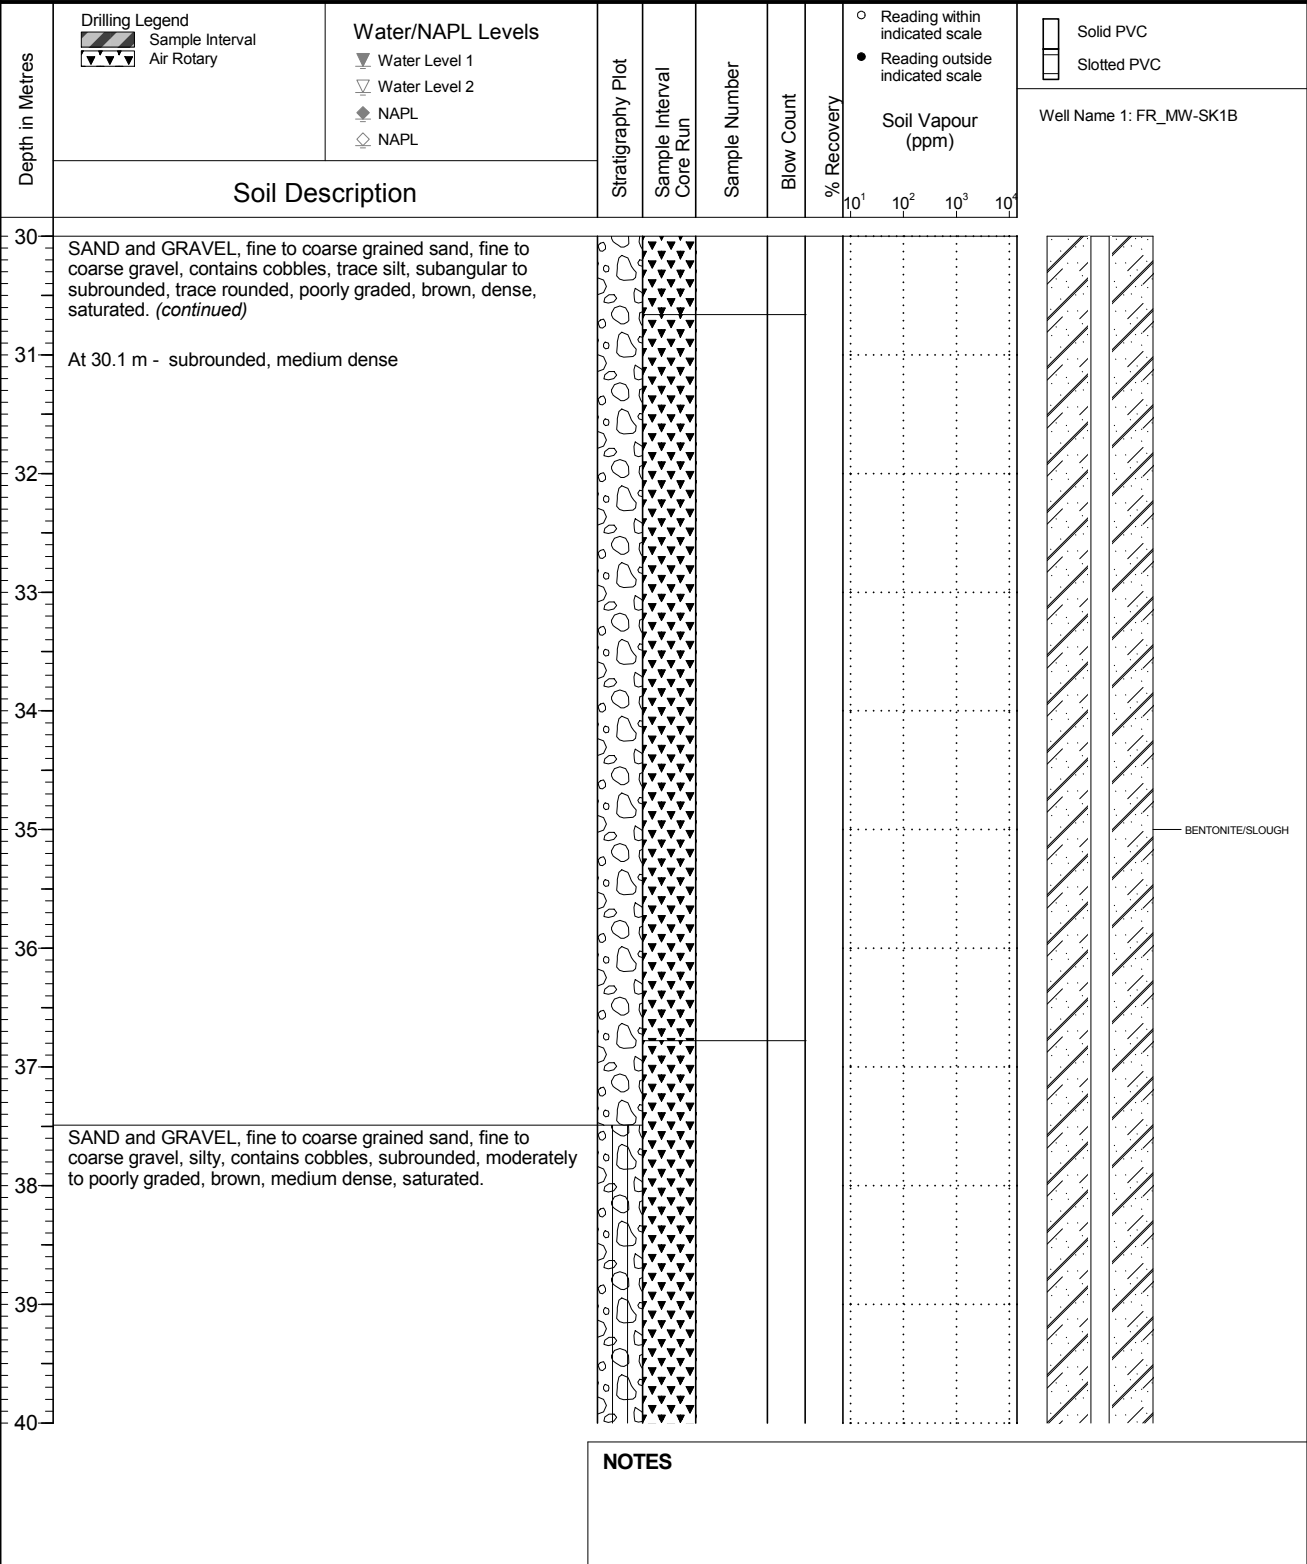 Depth in Metres
Drilling Legend
Sample Interval
Air Rotary
Water/NAPL Levels
Water Level 1
Water Level 2
NAPL
NAPL
Soil Description
Stratigraphy Plot
Sample Interval
Core Run
Sample Number
Blow Count
% Recovery
Reading within
indicated scale
Reading outside
indicated scale
Soil Vapour
(ppm)
10¹ 10² 10³ 10⁴
Solid PVC
Slotted PVC
Well Name 1: FR_MW-SK1B
30
SAND and GRAVEL, fine to coarse grained sand, fine to
coarse gravel, contains cobbles, trace silt, subangular to
subrounded, trace rounded, poorly graded, brown, dense,
saturated. (continued)
31
At 30.1 m - subrounded, medium dense
32
33
34
35
BENTONITE/SLOUGH
36
37
SAND and GRAVEL, fine to coarse grained sand, fine to
coarse gravel, silty, contains cobbles, subrounded, moderately
to poorly graded, brown, medium dense, saturated.
38
39
40
NOTES